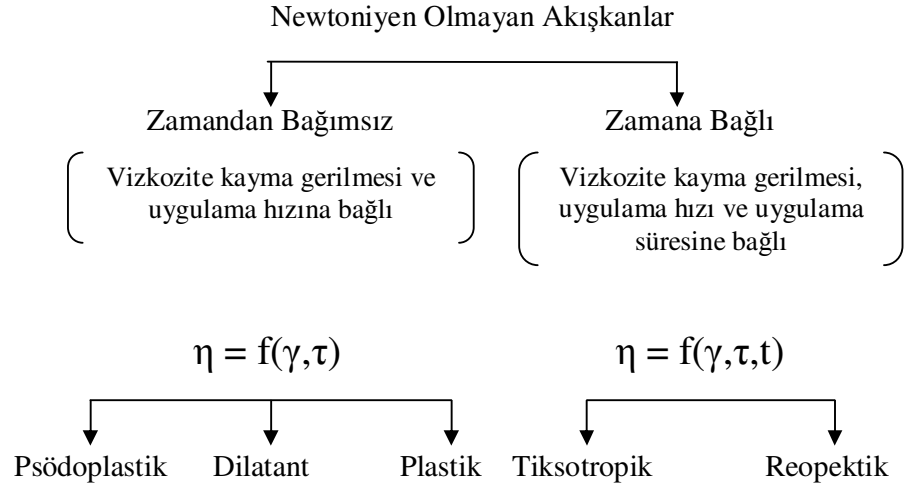 Newtoniyen Olmayan Akışkanlar
Zamandan Bağımsız
Vizkozite kayma gerilmesi ve
uygulama hızına bağlı
Zamana Bağlı
Vizkozite kayma gerilmesi,
uygulama hızı ve uygulama
süresine bağlı
η = f(γ,τ)
η = f(γ,τ,t)
Psödoplastik Dilatant Plastik Tiksotropik Reopektik